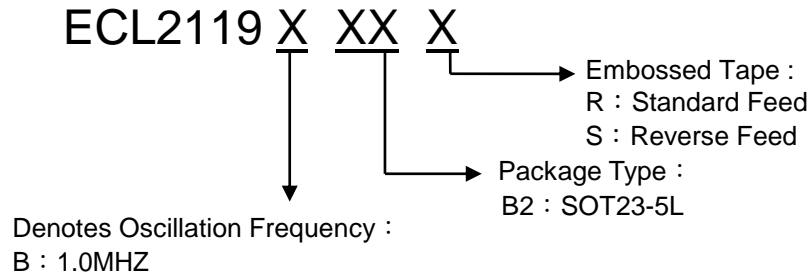 ECL2119 X XX X
Embossed Tape :
R：Standard Feed
S：Reverse Feed
Package Type：
B2：SOT23-5L
Denotes Oscillation Frequency：
B：1.0MHZ